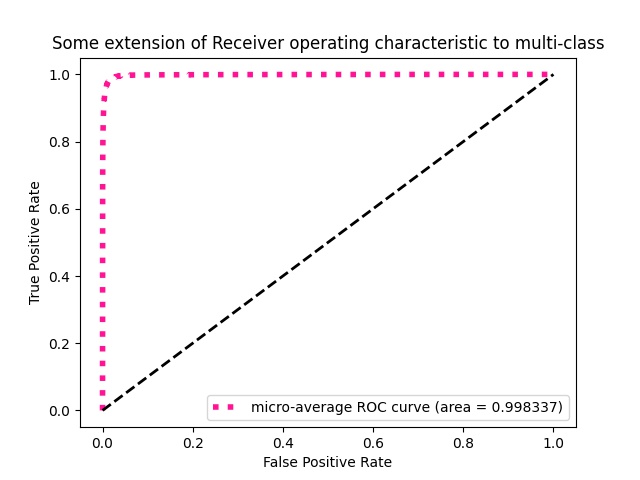 Some extension of Receiver operating characteristic to multi-class
1.0
0.8
0.6
0.4
0.2
0.0
True Positive Rate
micro-average ROC curve (area = 0.998337)
0.0 0.2 0.4 0.6 0.8 1.0
False Positive Rate